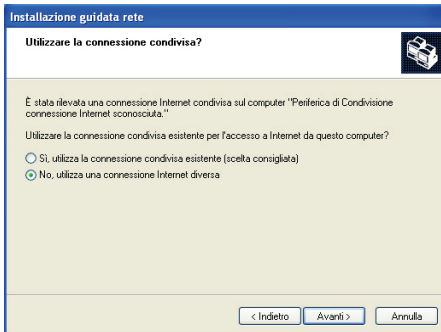 Installazione guidata rete
Utilizzare la connessione condivisa?
È stata rilevata una connessione Internet condivisa sul computer "Periferica di Condivisione
connessione Internet sconosciuta."
Utilizzare la connessione condivisa esistente per l'accesso a Internet da questo computer?
Sì, utilizza la connessione condivisa esistente (scelta consigliata)
No, utilizza una connessione Internet diversa
< Indietro Avanti > Annulla